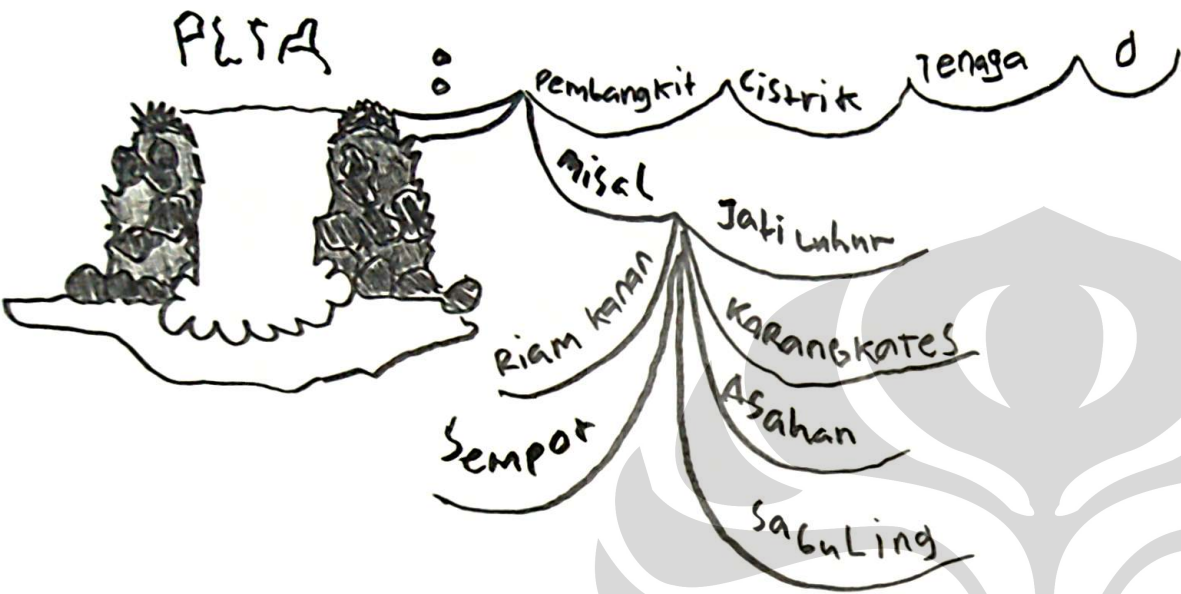 PLTA : Pembangkit Listrik Tenaga
Misal
Jati Luhur
Riam Kanan
Karangkates
Sempor
Asahan
Saguling